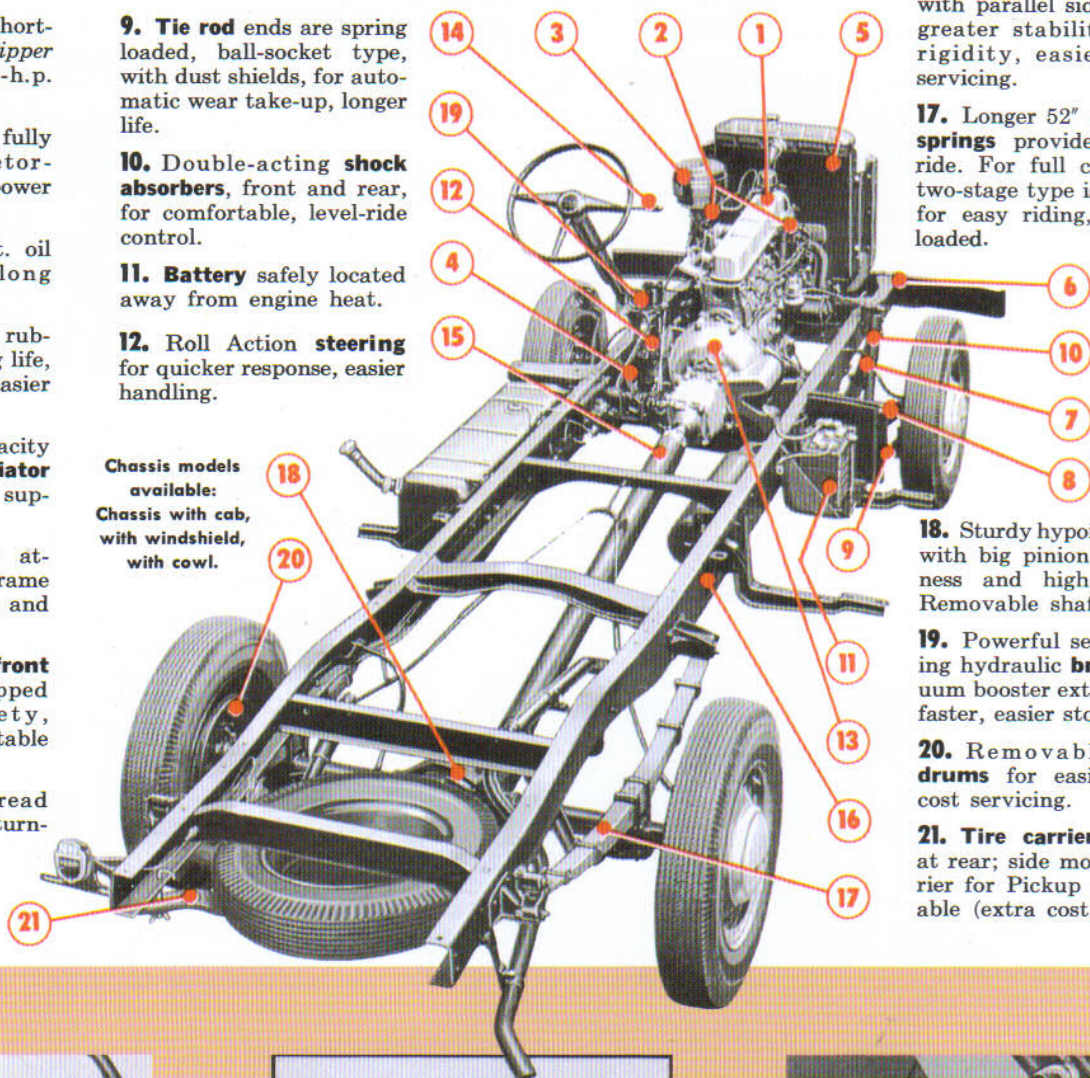 hort-
ipper
-h.p.
fully
etor-
ower
t. oil
long
rub-
g life,
asier
acity
iator
sup-
at-
rame
and
front
pped
ety,
table
read
turn-
9. Tie rod ends are spring
loaded, ball-socket type,
with dust shields, for auto-
matic wear take-up, longer
life.
10. Double-acting shock
absorbers, front and rear,
for comfortable, level-ride
control.
11. Battery safely located
away from engine heat.
12. Roll Action steering
for quicker response, easier
handling.
Chassis models
available:
Chassis with cab,
with windshield,
with cowl.
14
3
2
1
5
19
12
4
15
18
20
21
6
10
7
8
9
11
13
16
17
with parallel sid
greater stabilit
rigidity, easie
servicing.
17. Longer 52"
springs provide
ride. For full c
two-stage type i
for easy riding,
loaded.
18. Sturdy hypo
with big pinion
ness and high
Removable shaf
19. Powerful se
ing hydraulic br
uum booster ext
faster, easier sto
20. Removab
drums for easi
cost servicing.
21. Tire carrier
at rear; side mo
rier for Pickup
able (extra cost